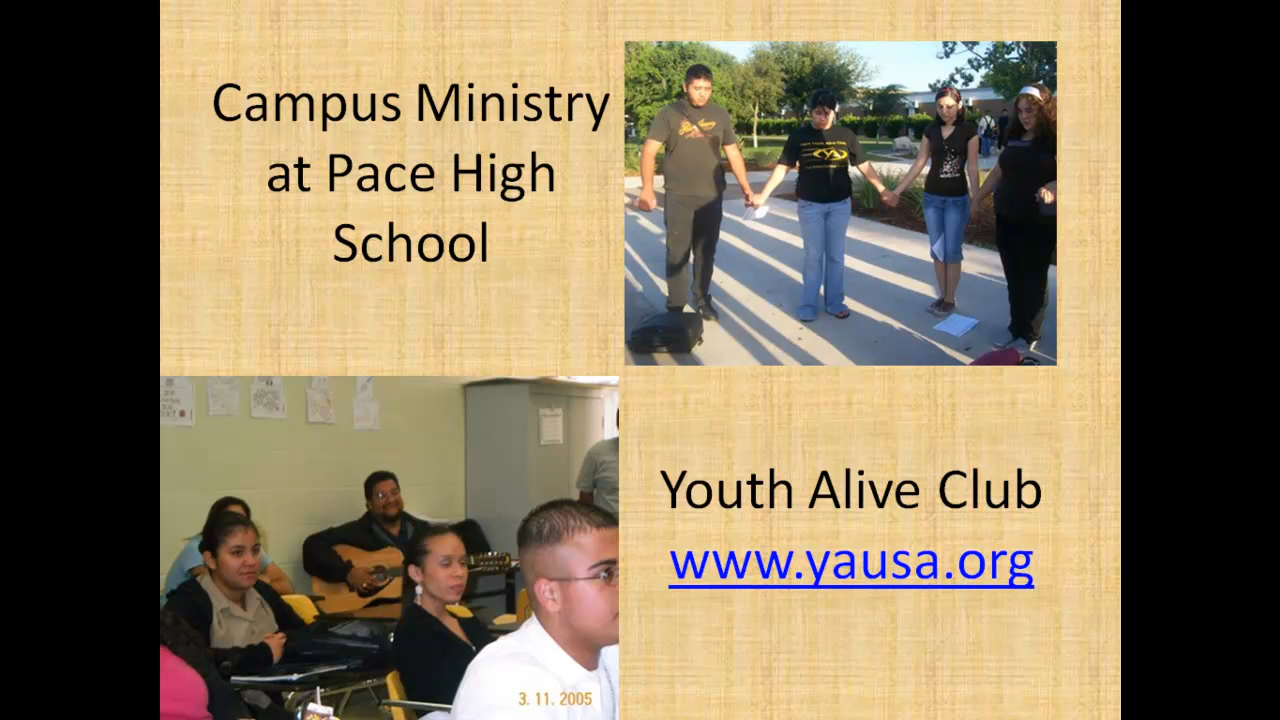 Campus Ministry
at Pace High
School
Youth Alive Club
www.yausa.org
3. 11. 2005